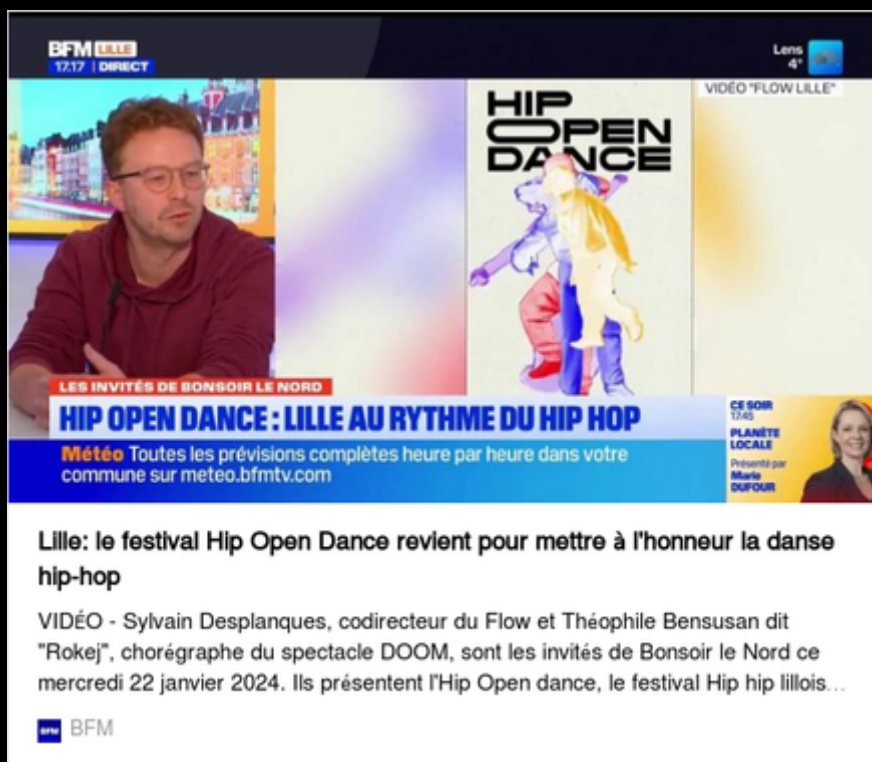 BFM LILLE
17.17 | DIRECT
Lens
4°
VIDÉO "FLOW LILLE"
HIP
OPEN
DANCE
LES INVITÉS DE BONSOIR LE NORD
HIP OPEN DANCE : LILLE AU RYTHME DU HIP HOP
Météo Toutes les prévisions complètes heure par heure dans votre
commune sur meteo.bfmtv.com
CE SOIR
17.45
PLANÈTE
LOCALE
Présenté par
Marie
DUFOUR
Lille: le festival Hip Open Dance revient pour mettre à l'honneur la danse
hip-hop
VIDÉO - Sylvain Desplanques, codirecteur du Flow et Théophile Bensusan dit
"Rokej", chorégraphe du spectacle DOOM, sont les invités de Bonsoir le Nord ce
mercredi 22 janvier 2024. Ils présentent l'Hip Open dance, le festival Hip hip lillois...
BFM BFM